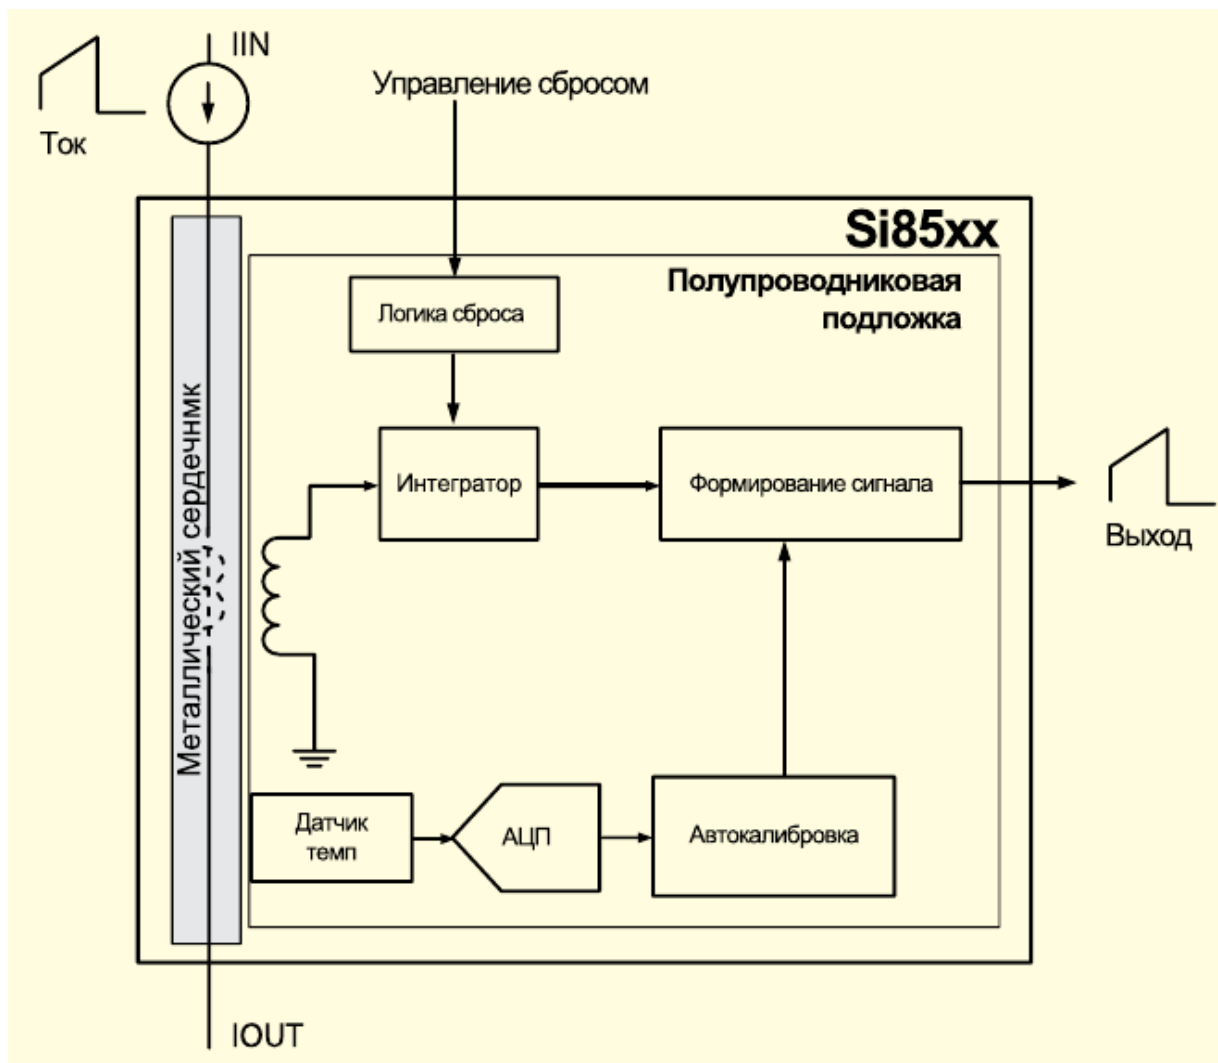 IIN
Ток
Управление сбросом
Si85xx
Полупроводниковая
подложка
Логика сброса
Металлический сердечнмк
Интегратор
Формирование сигнала
Выход
Датчик
темп
АЦП
Автокалибровка
IOUT